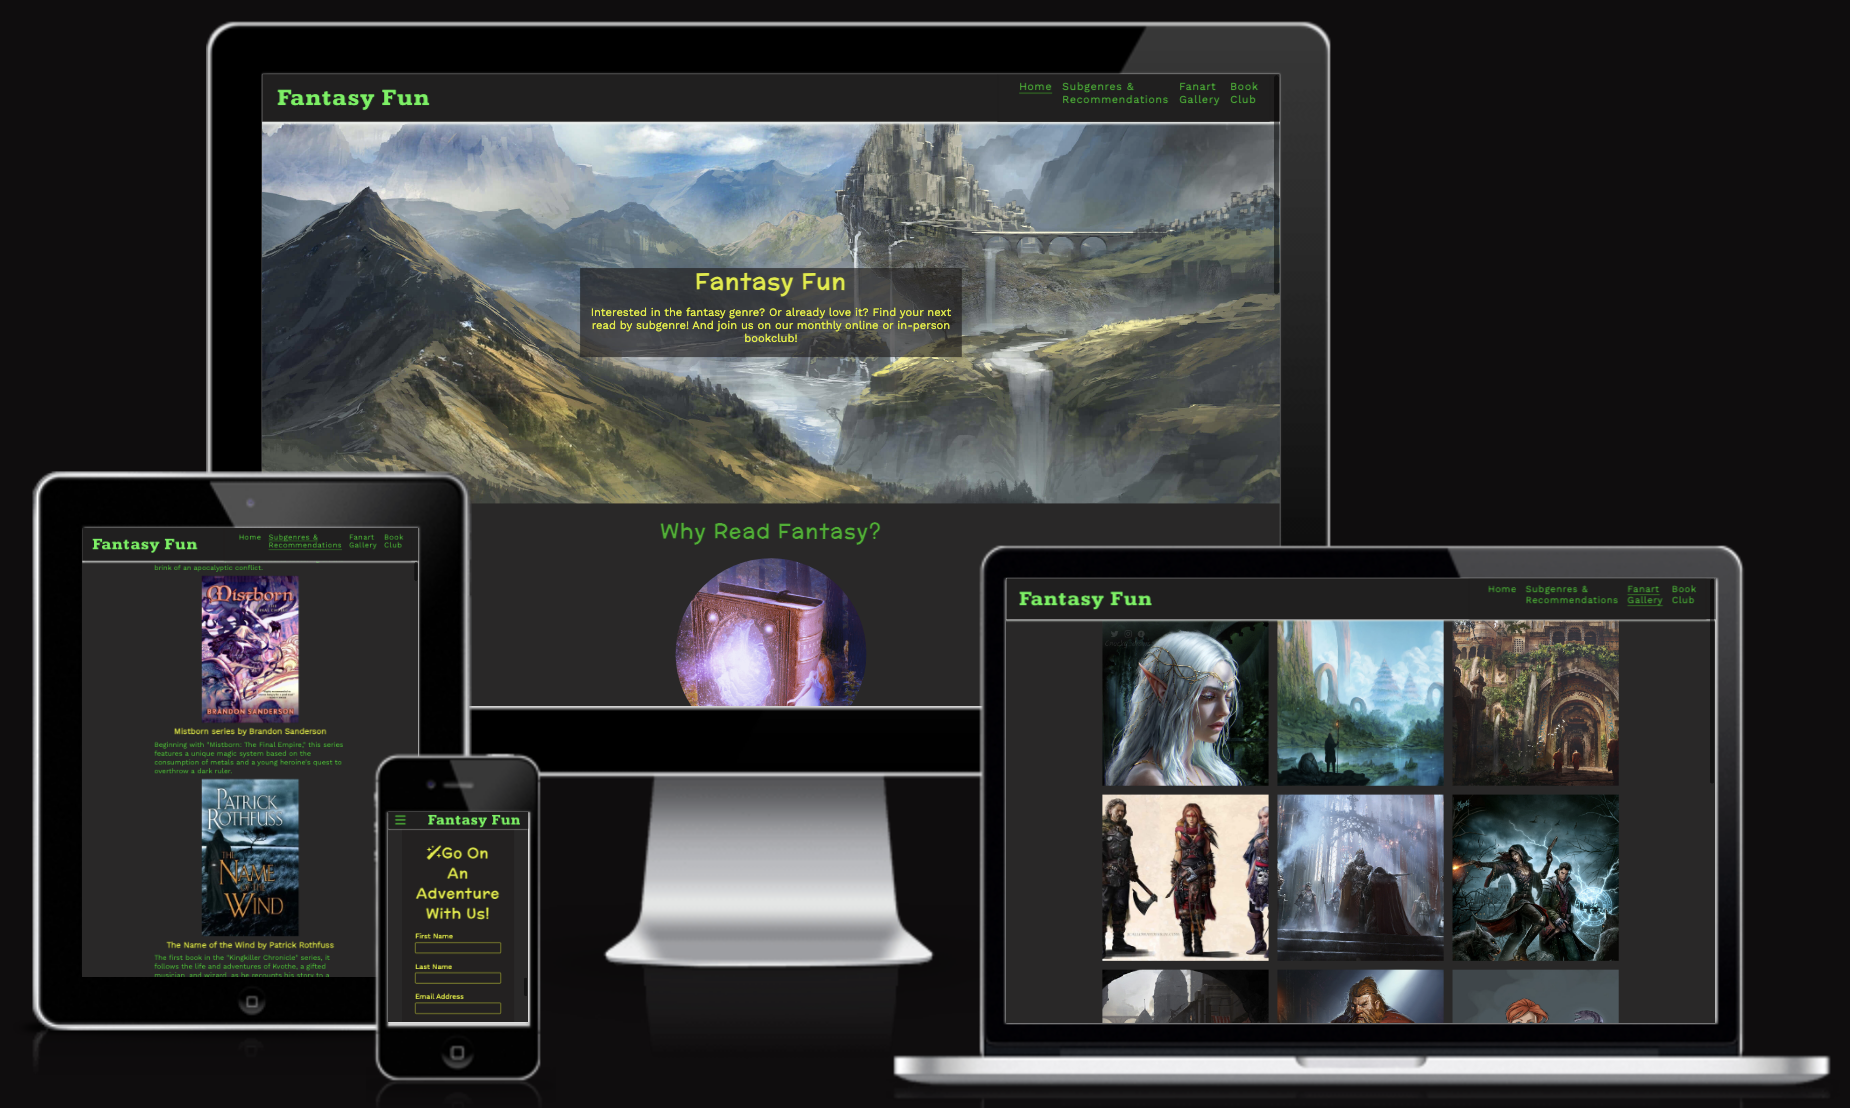 Fantasy Fun
Home
Subgenres &
Recommendations
Fanart
Gallery
Book
Club
Fantasy Fun
Interested in the fantasy genre? Or already love it? Find your next
read by subgenre! And join us on our monthly online or in-person
bookclub!
Why Read Fantasy?
Fantasy Fun
Home
Subgenres &
Recommendations
Fanart
Gallery
Book
Club
brink of an apocalyptic conflict.
Mistborn
BRANDON SANDERSON
Mistborn series by Brandon Sanderson
Beginning with "Mistborn: The Final Empire," this series
features a unique magic system based on the
consumption of metals and a young heroine's quest to
overthrow a dark ruler.
PATRICK
ROTHFUSS
THE
NAME
OF THE
WIND
The Name of the Wind by Patrick Rothfuss
The first book in the "Kingkiller Chronicle" series, it
follows the life and adventures of Kvothe, a gifted
musician, and wizard, as he recounts his story to a
Fantasy Fun
Go On
An
Adventure
With Us!
First Name
Last Name
Email Address
Fantasy Fun
Home
Subgenres &
Recommendations
Fanart
Gallery
Book
Club